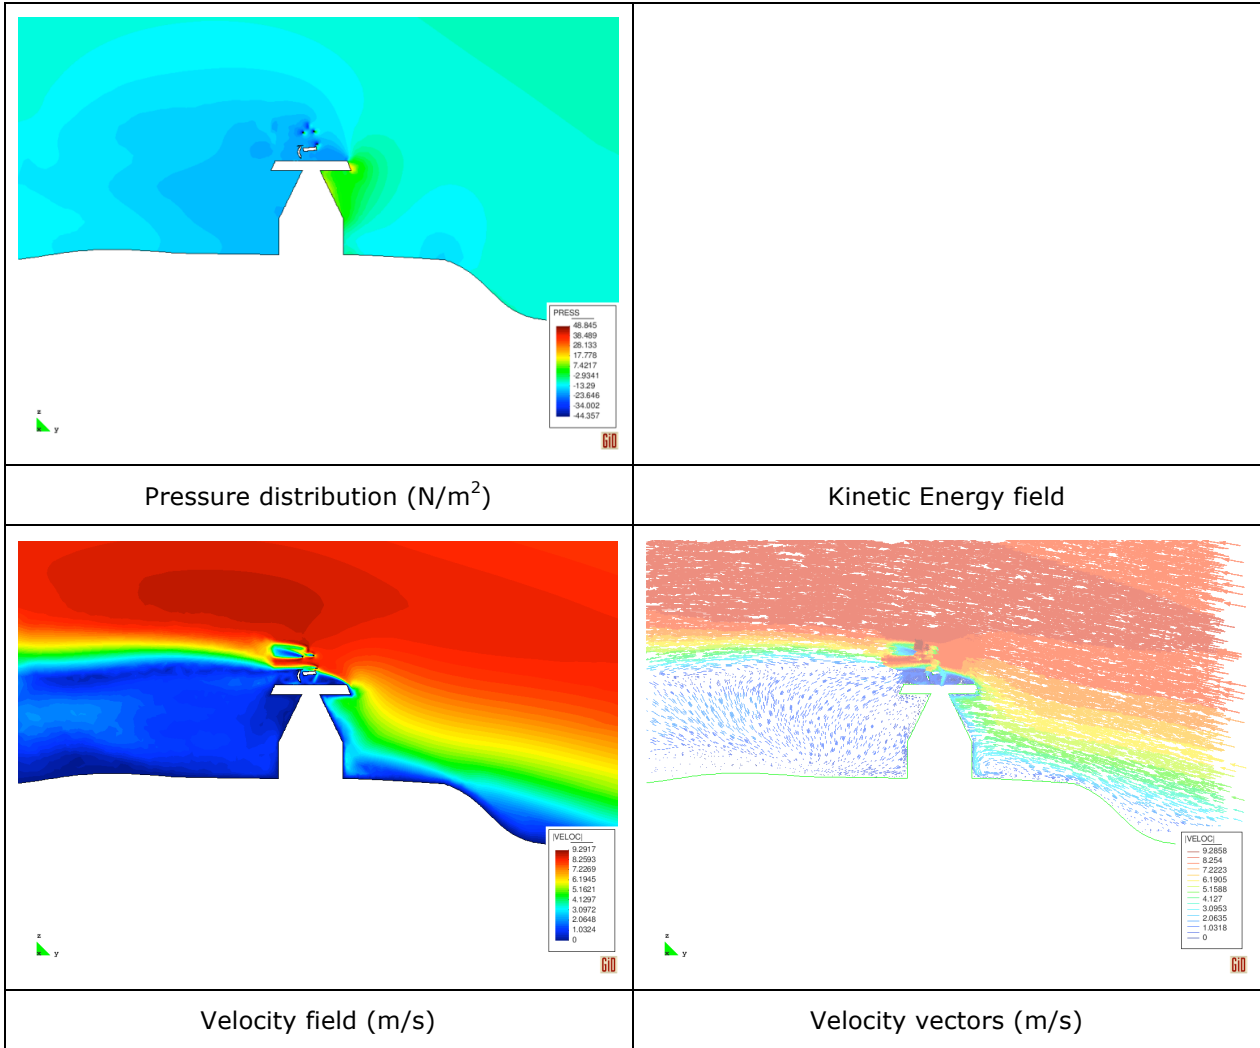 PRESS
48.845
38.489
28.133
17.778
7.4217
-2.9341
-13.29
-23.646
-34.002
-44.357
z
x y
GiD
Pressure distribution (N/m²)
Kinetic Energy field
|VELOC|
9.2917
8.2593
7.2269
6.1945
5.1621
4.1297
3.0972
2.0648
1.0324
0
z
x y
GiD
|VELOC|
9.2858
8.254
7.2223
6.1905
5.1588
4.127
3.0953
2.0635
1.0318
0
z
x y
GiD
Velocity field (m/s)
Velocity vectors (m/s)